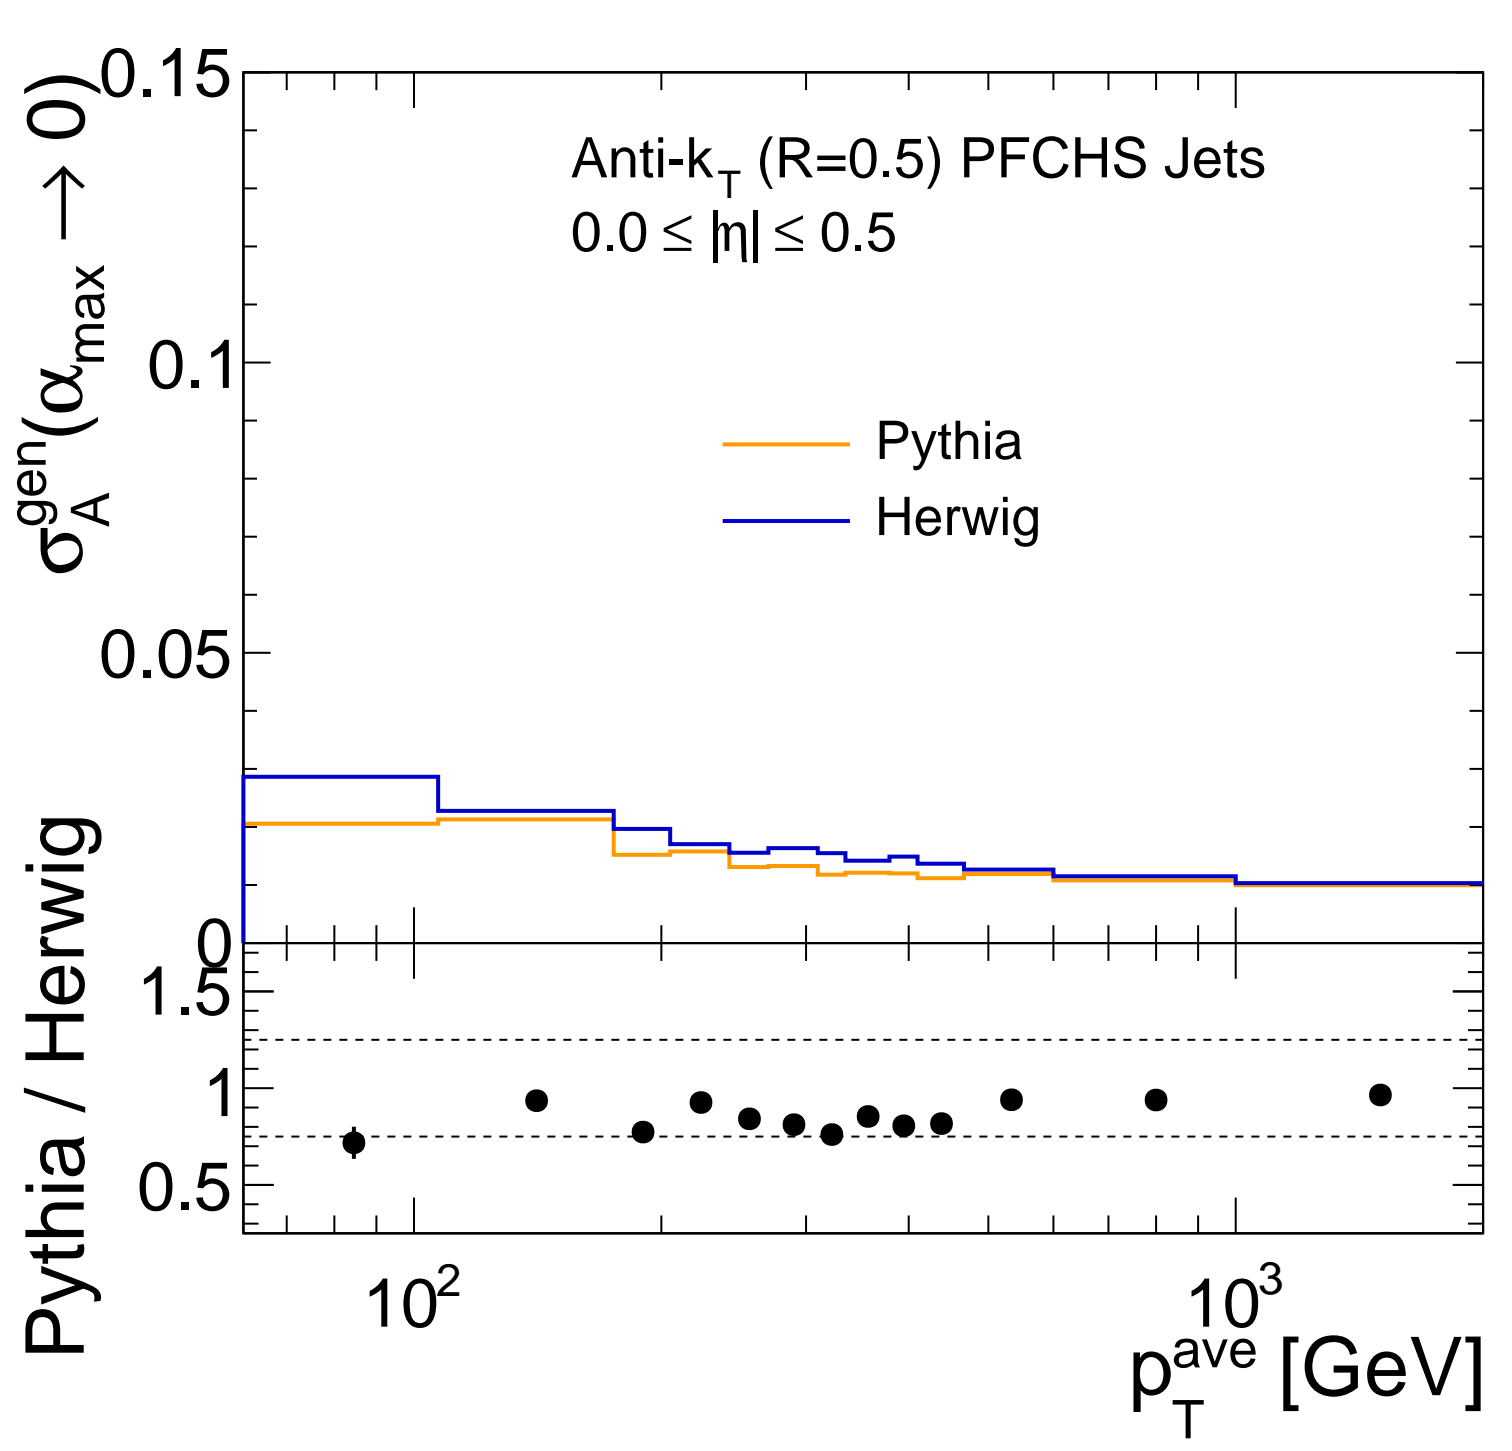 0.15
Anti-k_T (R=0.5) PFCHS Jets
0.0 ≤ |η| ≤ 0.5
σ_A^gen(α_max → 0)
0.1
Pythia
Herwig
0.05
0
1.5
1
0.5
Pythia / Herwig
10^2
10^3
p_T^ave [GeV]